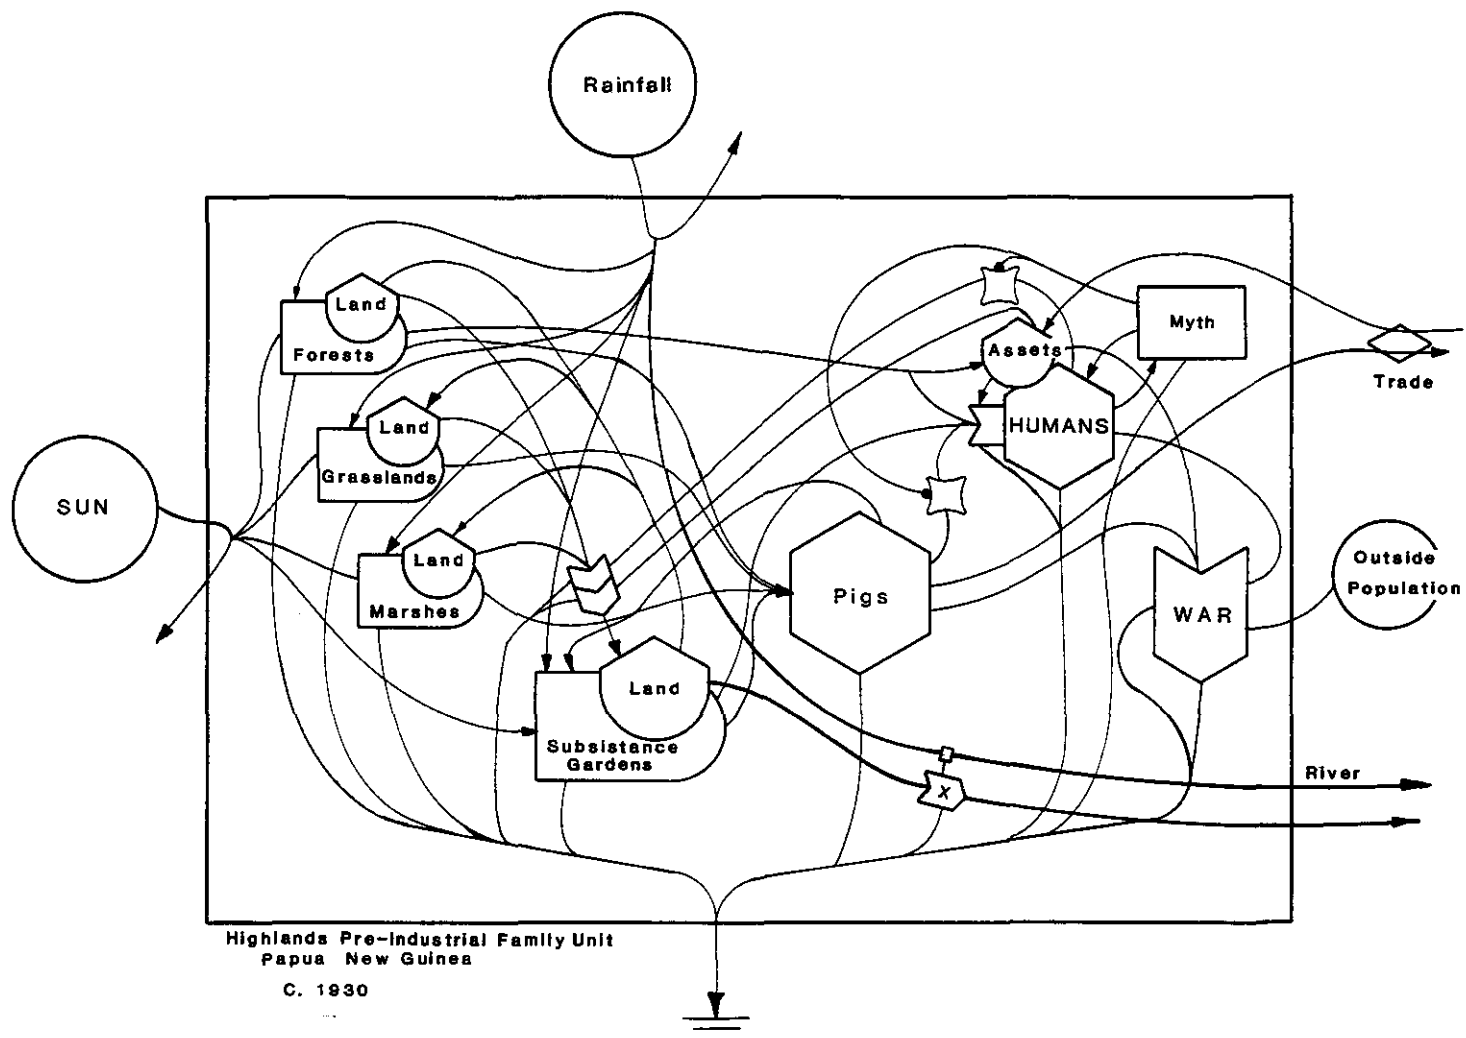 Rainfall
Land
Forests
Myth
Assets
Trade
Land
Grasslands
HUMANS
SUN
Land
Marshes
Outside
Population
Pigs
WAR
Land
Subsistance
Gardens
X
River
Highlands Pre-Industrial Family Unit
Papua New Guinea
C. 1930